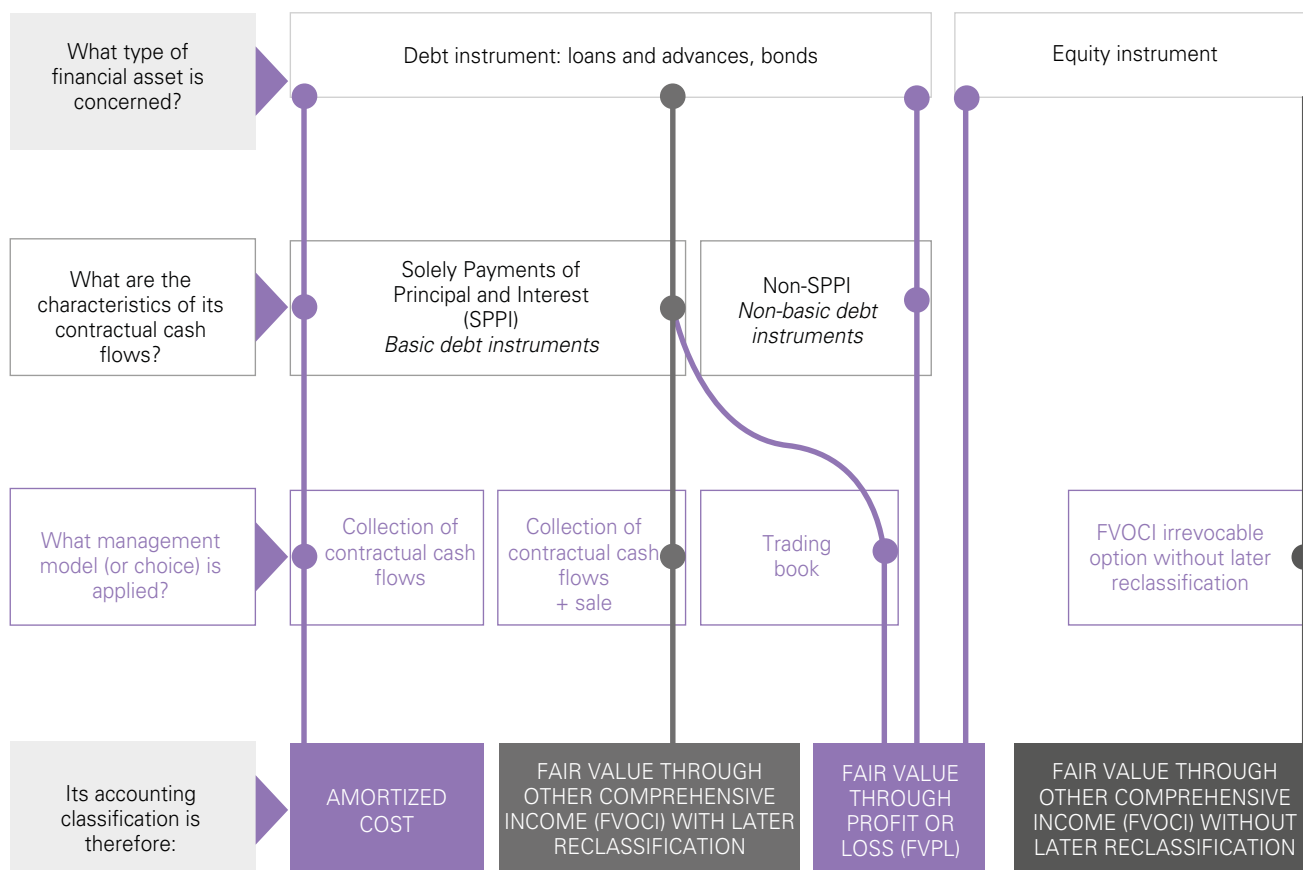 What type of
financial asset is
concerned?
Debt instrument: loans and advances, bonds
Equity instrument
What are the
characteristics of its
contractual cash
flows?
Solely Payments of
Principal and Interest
(SPPI)
Basic debt instruments
Non-SPPI
Non-basic debt
instruments
What management
model (or choice) is
applied?
Collection of
contractual cash
flows
Collection of
contractual cash
flows
+ sale
Trading
book
FVOCI irrevocable
option without later
reclassification
Its accounting
classification is
therefore:
AMORTIZED
COST
FAIR VALUE THROUGH
OTHER COMPREHENSIVE
INCOME (FVOCI) WITH LATER
RECLASSIFICATION
FAIR VALUE
THROUGH
PROFIT OR
LOSS (FVPL)
FAIR VALUE THROUGH
OTHER COMPREHENSIVE
INCOME (FVOCI) WITHOUT
LATER RECLASSIFICATION